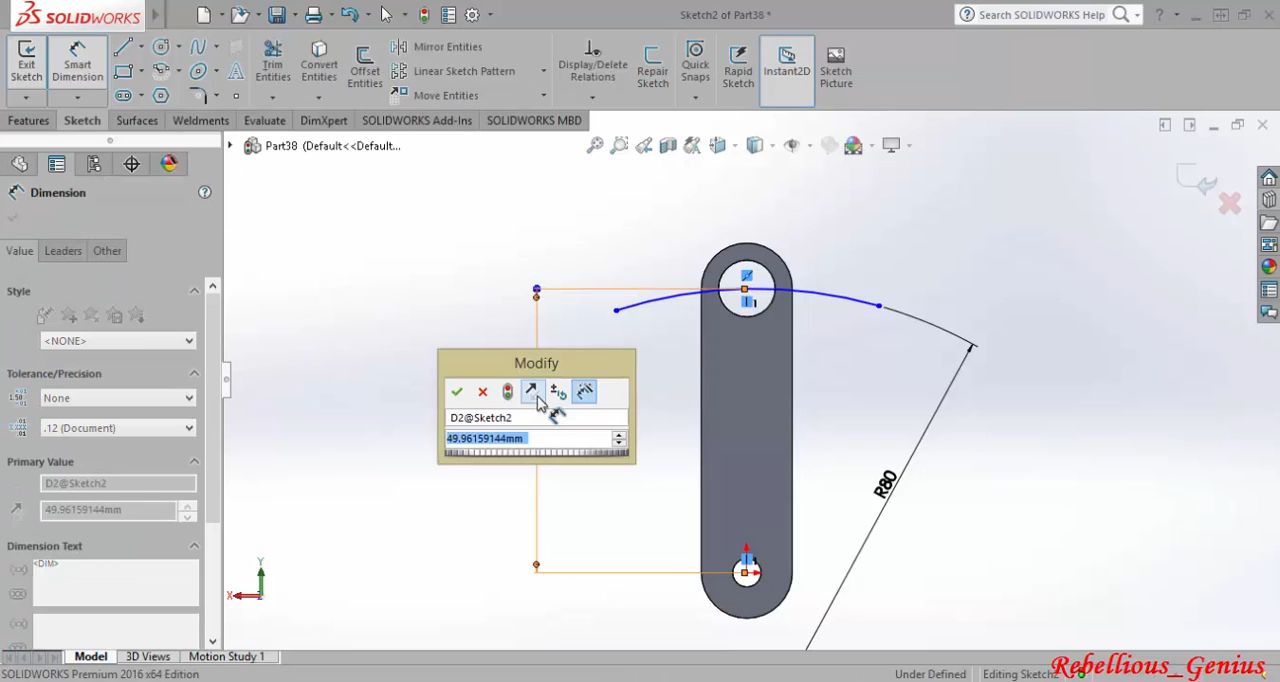 SOLIDWORKS
Sketch2 of Part38 *
Search SOLIDWORKS Help
?
Exit Sketch
Smart Dimension
Trim Entities
Convert Entities
Offset Entities
Mirror Entities
Linear Sketch Pattern
Move Entities
Display/Delete Relations
Repair Sketch
Quick Snaps
Rapid Sketch
Instant2D
Sketch Picture
Features
Sketch
Surfaces
Weldments
Evaluate
DimXpert
SOLIDWORKS Add-Ins
SOLIDWORKS MBD
Part38 (Default<<Default...
Dimension
Value
Leaders
Other
Style
<NONE>
Tolerance/Precision
None
.12 (Document)
Primary Value
D2@Sketch2
49.96159144mm
Dimension Text
<DIM>
Modify
D2@Sketch2
49.96159144mm
R80
Y
X
Model
3D Views
Motion Study 1
SOLIDWORKS Premium 2016 x64 Edition
Under Defined
Editing Sketch2
Rebellious_Genius